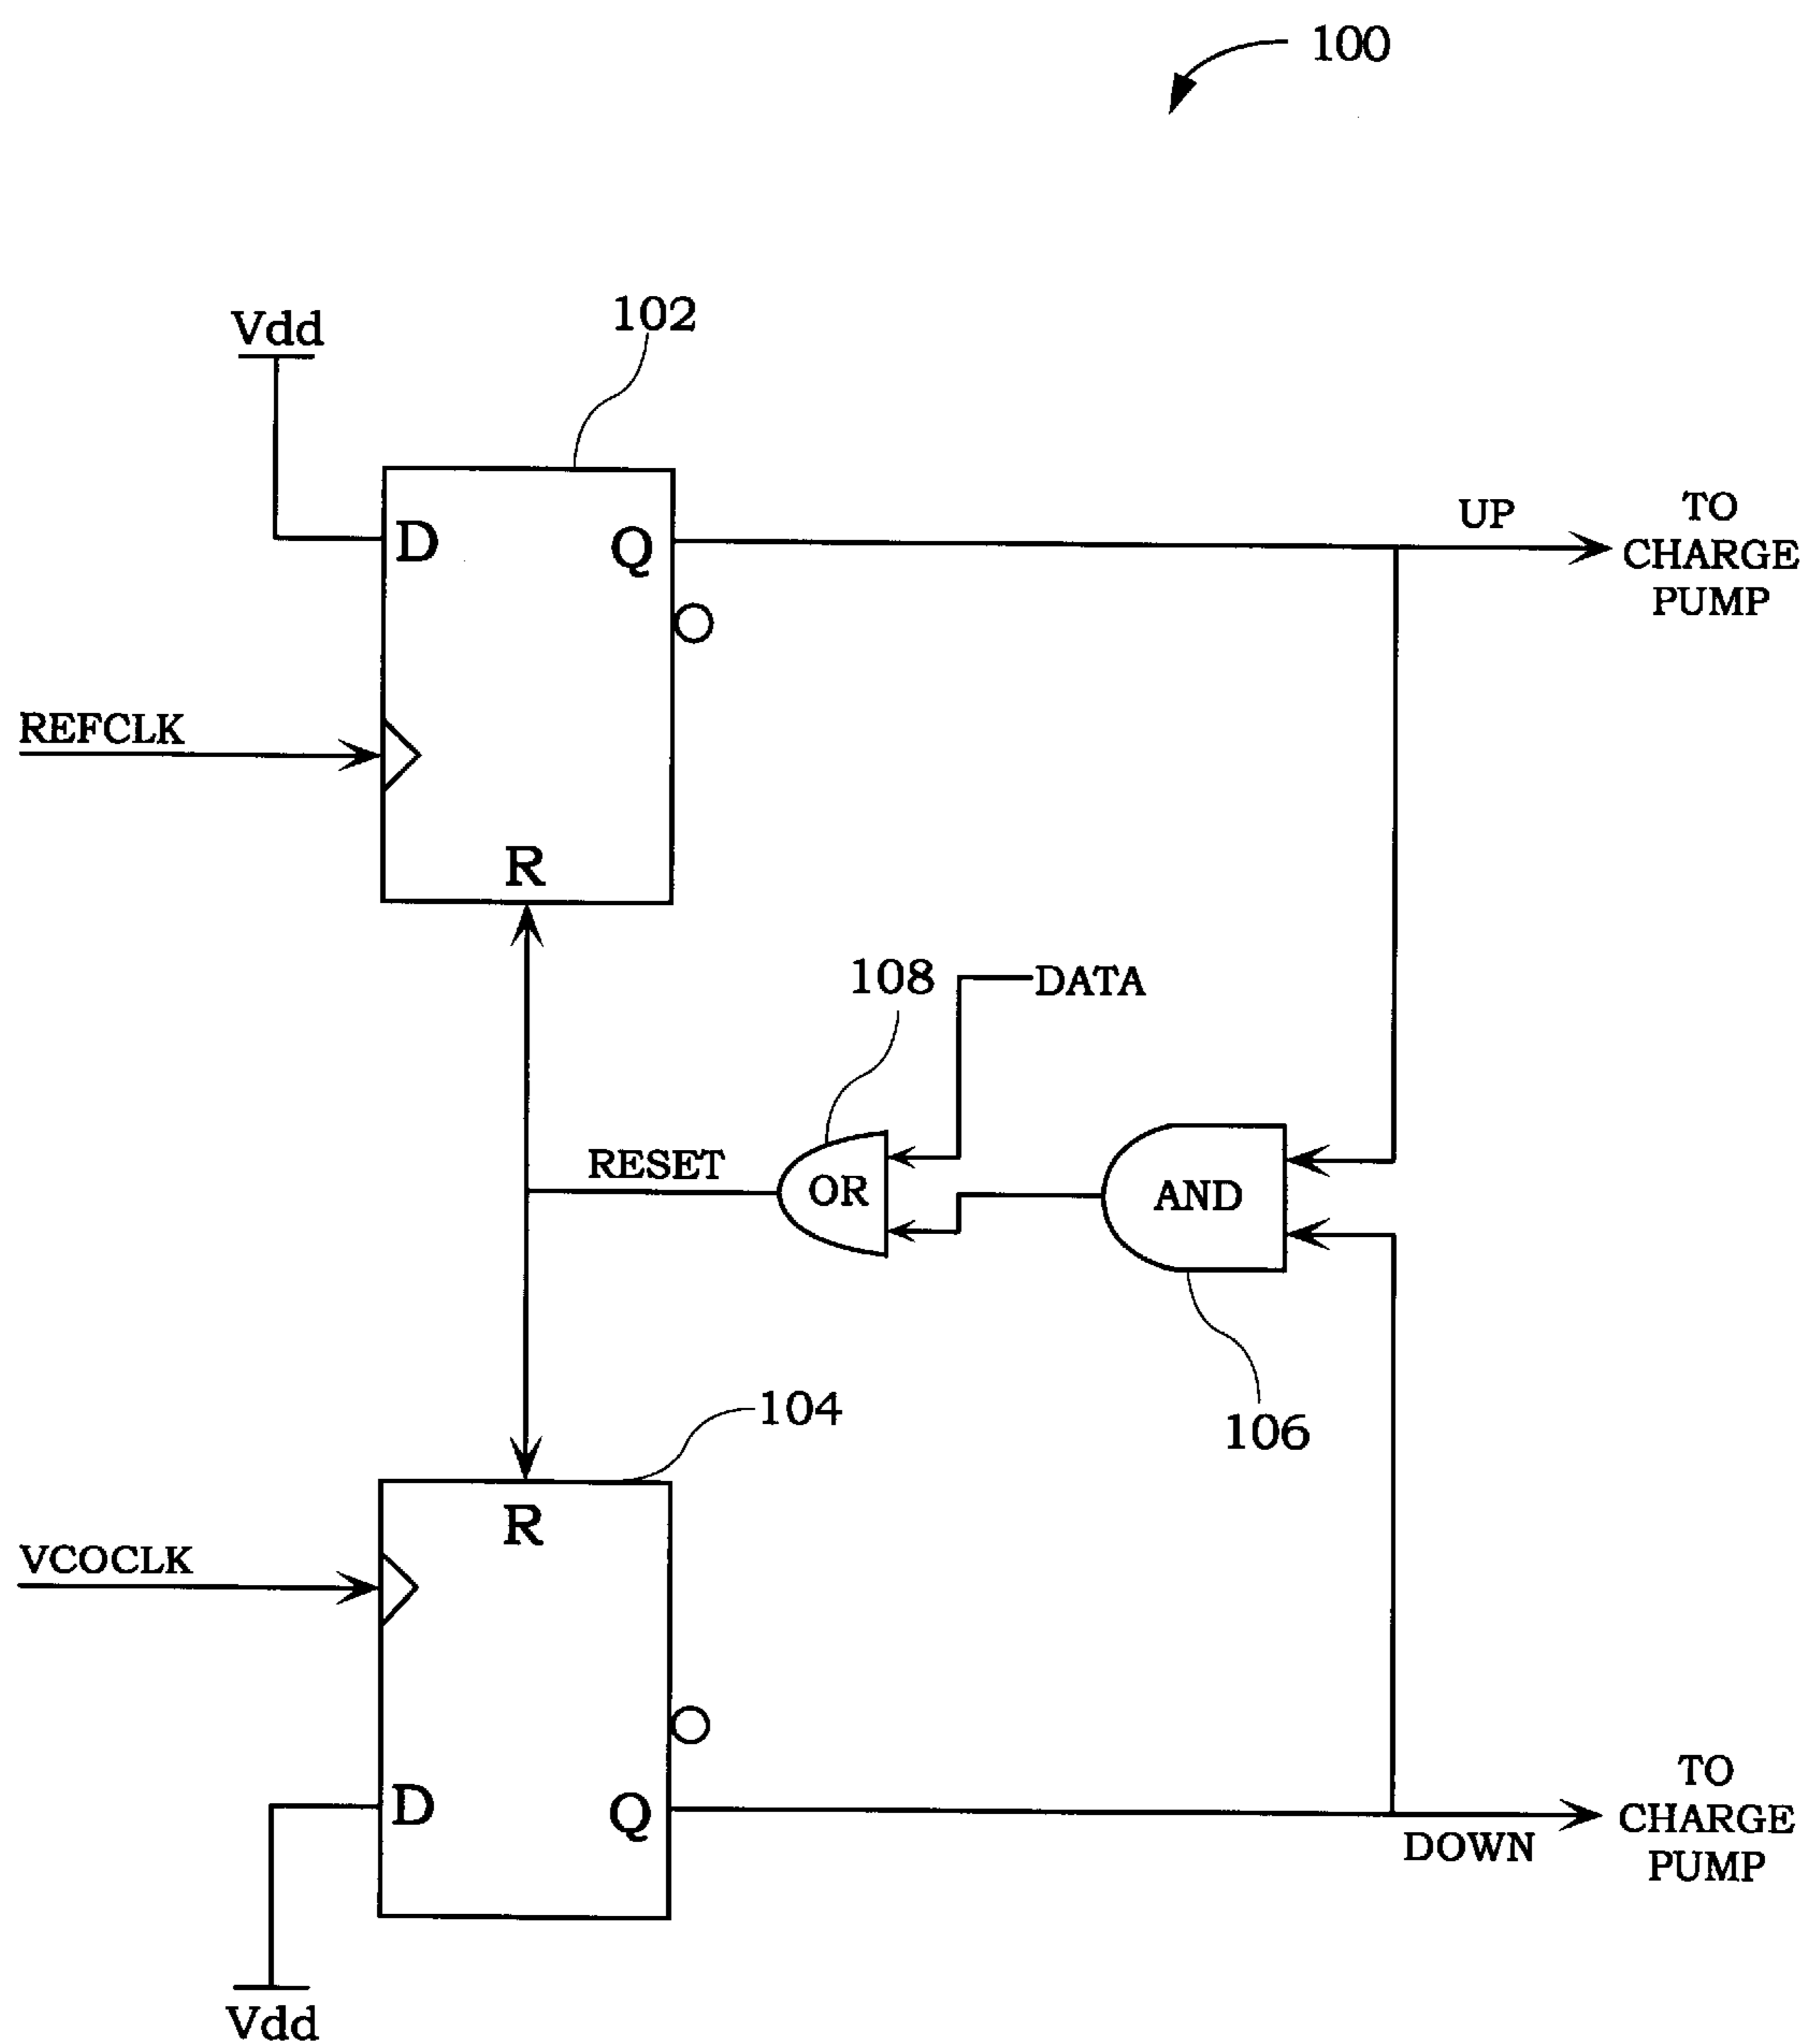 100
102
Vdd
D
Q
UP
TO
CHARGE
PUMP
REFCLK
R
108
DATA
RESET
OR
AND
104
106
R
VCOCLK
D
Q
DOWN
TO
CHARGE
PUMP
Vdd